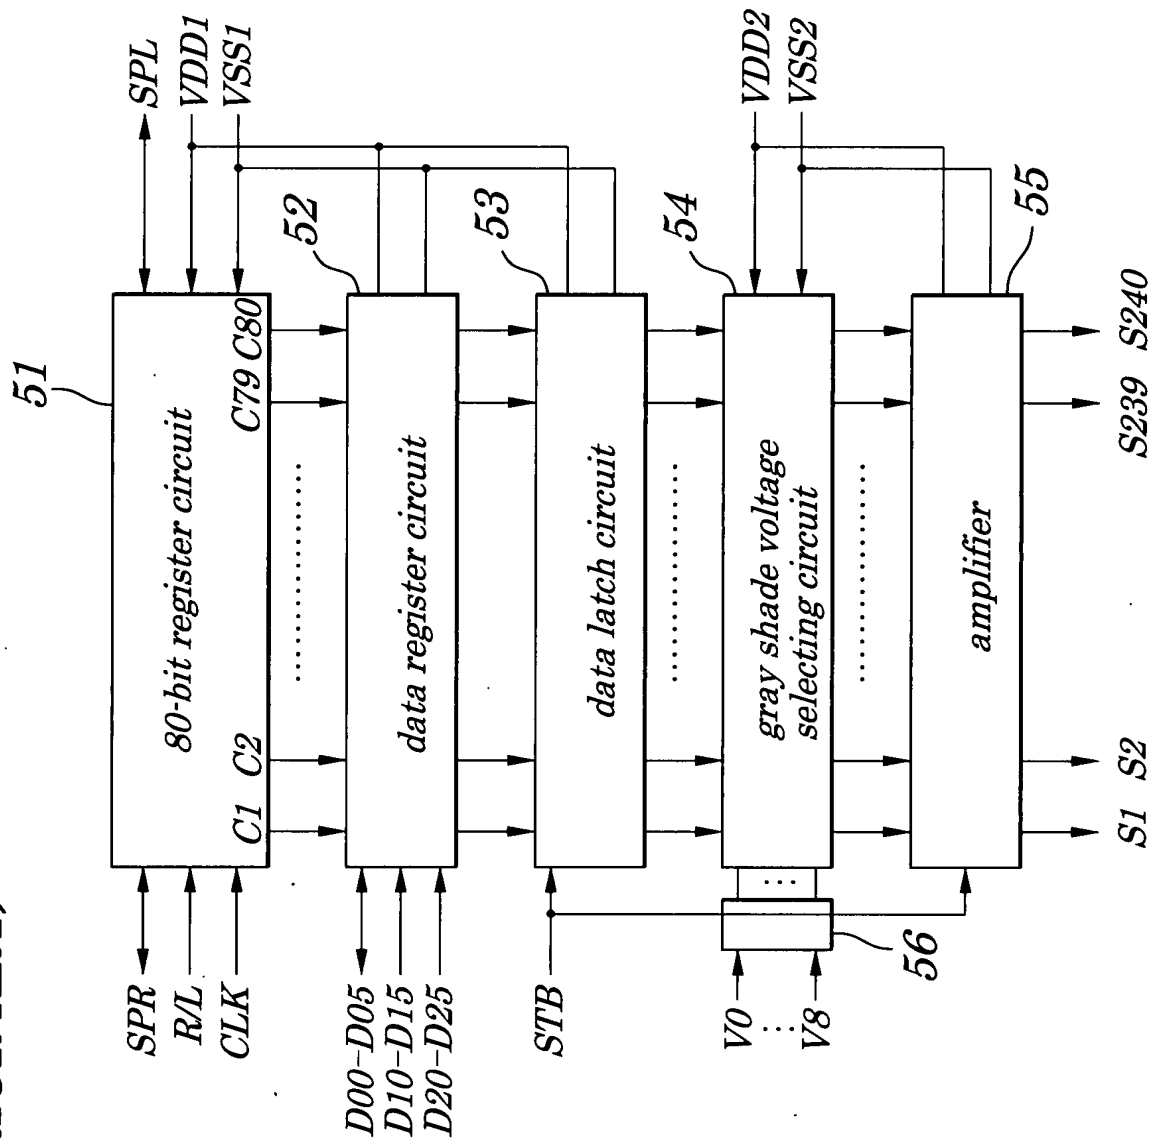 51
SPL
VDD1
VSS1
80-bit register circuit
C1 C2 C79 C80
SPR
R/L
CLK
52
data register circuit
D00-D05
D10-D15
D20-D25
53
data latch circuit
STB
54
gray shade voltage
selecting circuit
VDD2
VSS2
56
V0
V8
55
amplifier
S1 S2 S239 S240